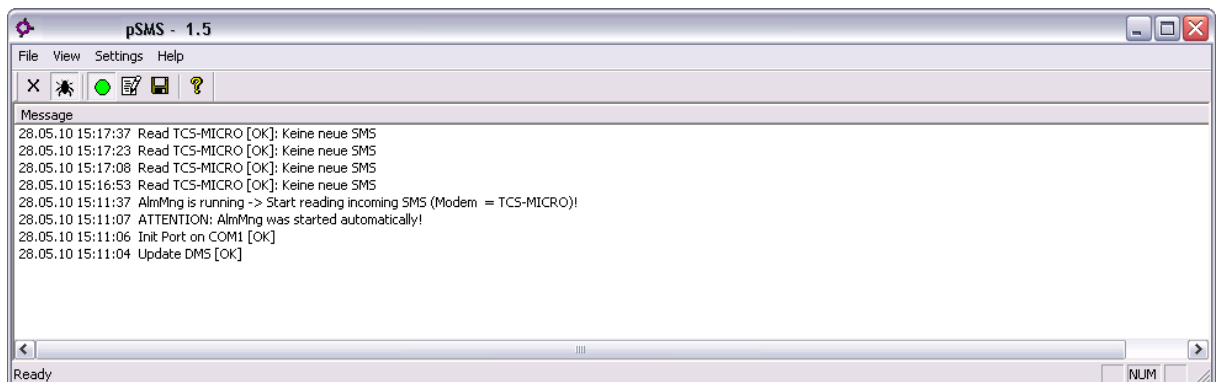 pSMS - 1.5
File View Settings Help
Message
28.05.10 15:17:37 Read TCS-MICRO [OK]: Keine neue SMS
28.05.10 15:17:23 Read TCS-MICRO [OK]: Keine neue SMS
28.05.10 15:17:08 Read TCS-MICRO [OK]: Keine neue SMS
28.05.10 15:16:53 Read TCS-MICRO [OK]: Keine neue SMS
28.05.10 15:11:37 AlmMng is running -> Start reading incoming SMS (Modem = TCS-MICRO)!
28.05.10 15:11:07 ATTENTION: AlmMng was started automatically!
28.05.10 15:11:06 Init Port on COM1 [OK]
28.05.10 15:11:04 Update DMS [OK]
Ready NUM